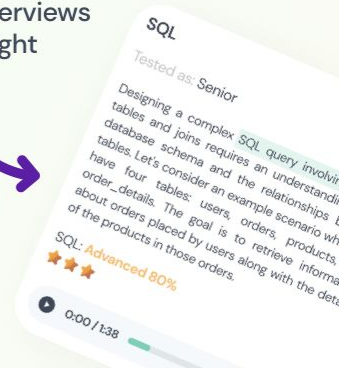 erviews
ght
SQL
Tested as: Senior
Designing a complex SQL query involvin
tables and joins requires an understandi
database schema and the relationships b
tables. Let's consider an example scenario wh
have four tables: users, orders, products,
order_details. The goal is to retrieve informa
about orders placed by users along with the deta
of the products in those orders.
SQL: Advanced 80%
0:00 / 1:38